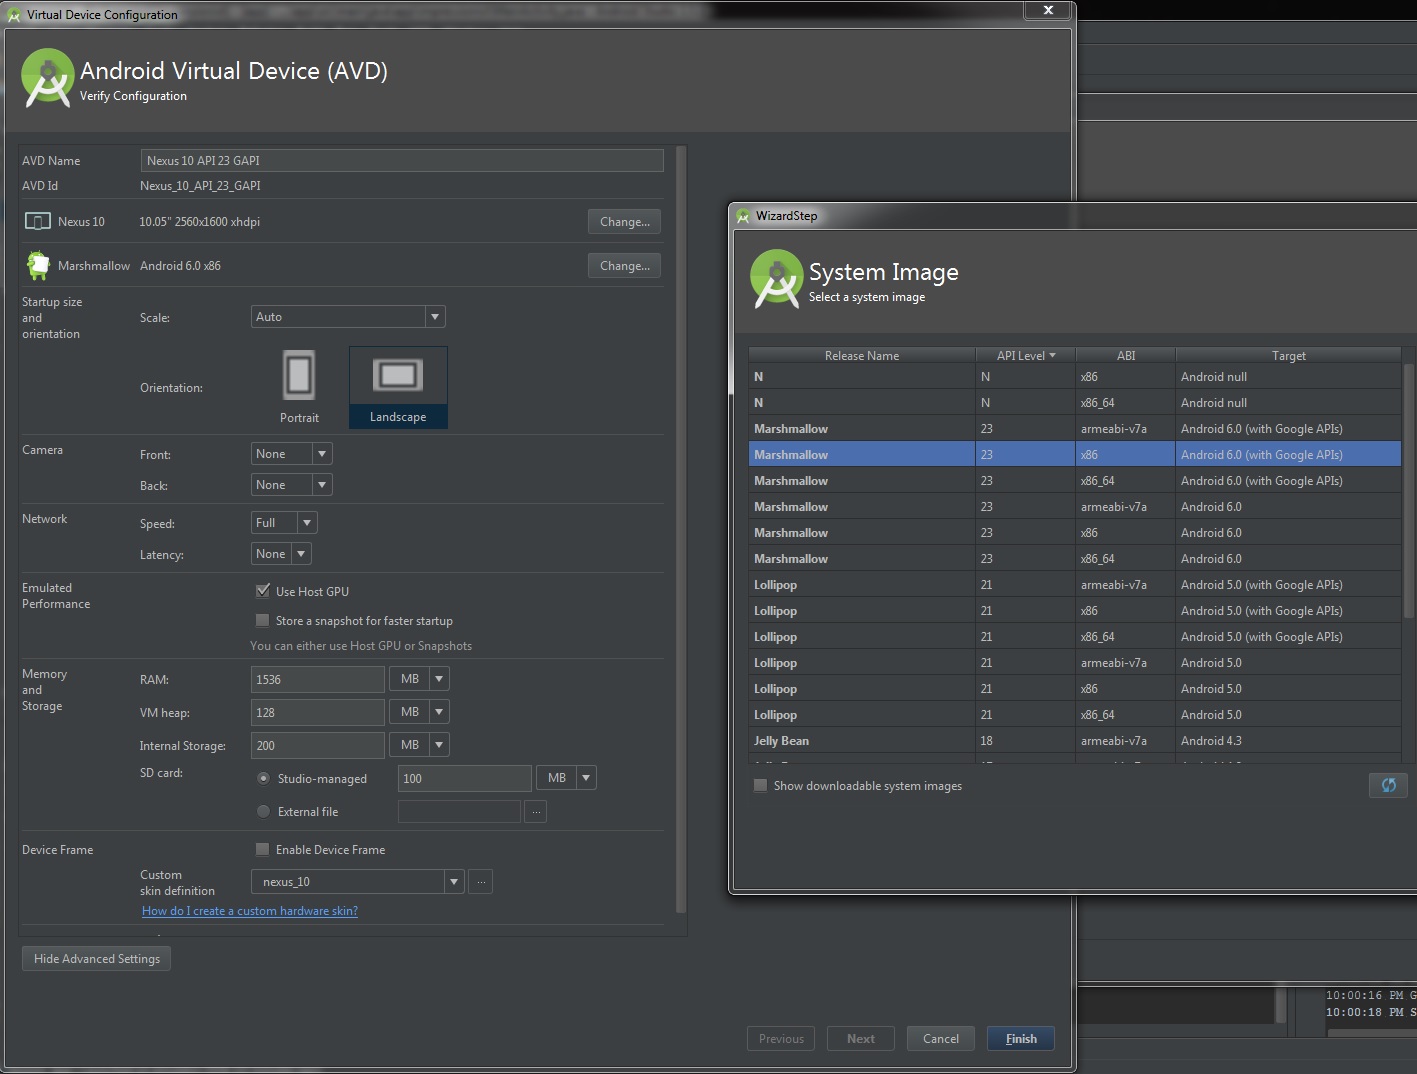 Virtual Device Configuration
Android Virtual Device (AVD)
Verify Configuration
AVD Name Nexus 10 API 23 GAPI
AVD Id Nexus_10_API_23_GAPI
Nexus 10 10.05" 2560x1600 xhdpi Change...
Marshmallow Android 6.0 x86 Change...
Startup size
and
orientation
Scale: Auto
Orientation:
Portrait Landscape
Camera Front: None
Back: None
Network Speed: Full
Latency: None
Emulated
Performance
Use Host GPU
Store a snapshot for faster startup
You can either use Host GPU or Snapshots
Memory
and
Storage
RAM: 1536 MB
VM heap: 128 MB
Internal Storage: 200 MB
SD card: Studio-managed 100 MB
External file ...
Device Frame Enable Device Frame
Custom
skin definition
nexus_10 ...
How do I create a custom hardware skin?
Hide Advanced Settings
Previous Next Cancel Finish
WizardStep
System Image
Select a system image
Release Name API Level ABI Target
N N x86 Android null
N N x86_64 Android null
Marshmallow 23 armeabi-v7a Android 6.0 (with Google APIs)
Marshmallow 23 x86 Android 6.0 (with Google APIs)
Marshmallow 23 x86_64 Android 6.0 (with Google APIs)
Marshmallow 23 armeabi-v7a Android 6.0
Marshmallow 23 x86 Android 6.0
Marshmallow 23 x86_64 Android 6.0
Lollipop 21 armeabi-v7a Android 5.0 (with Google APIs)
Lollipop 21 x86 Android 5.0 (with Google APIs)
Lollipop 21 x86_64 Android 5.0 (with Google APIs)
Lollipop 21 armeabi-v7a Android 5.0
Lollipop 21 x86 Android 5.0
Lollipop 21 x86_64 Android 5.0
Jelly Bean 18 armeabi-v7a Android 4.3
Show downloadable system images
10:00:16 PM G
10:00:18 PM S